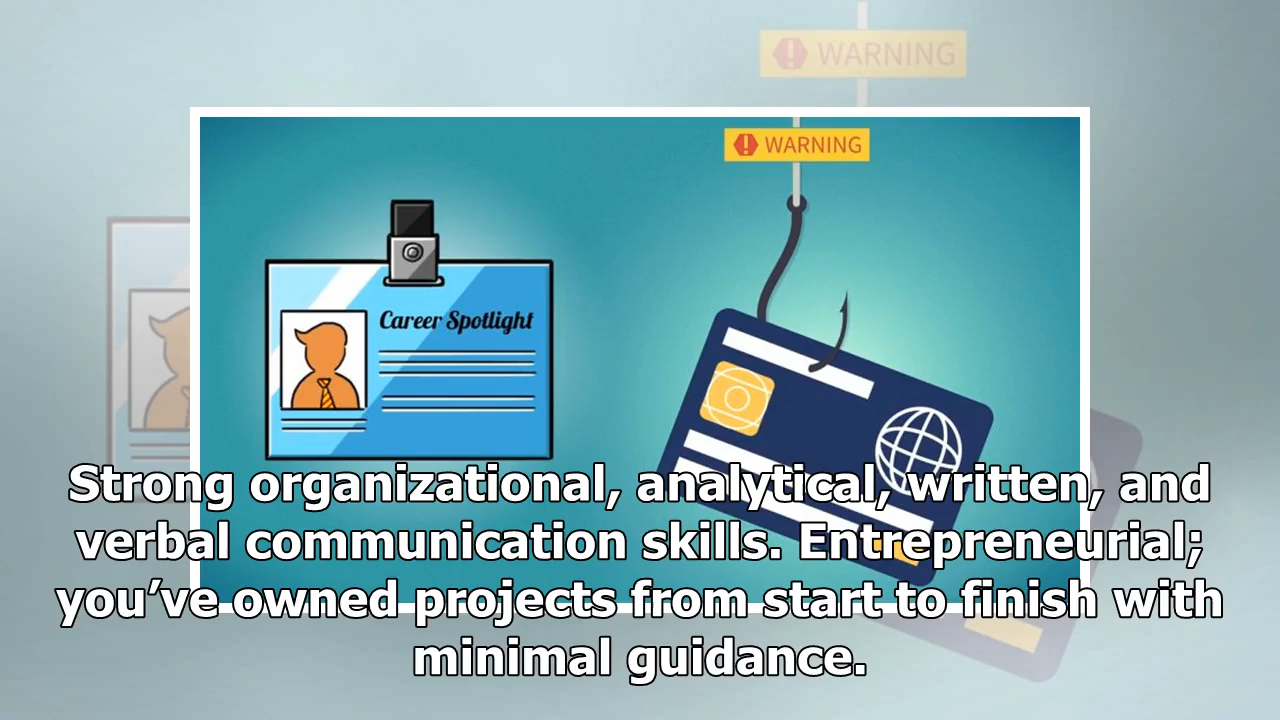 WARNING
WARNING
Career Spotlight
Strong organizational, analytical, written, and
verbal communication skills. Entrepreneurial;
you’ve owned projects from start to finish with
minimal guidance.